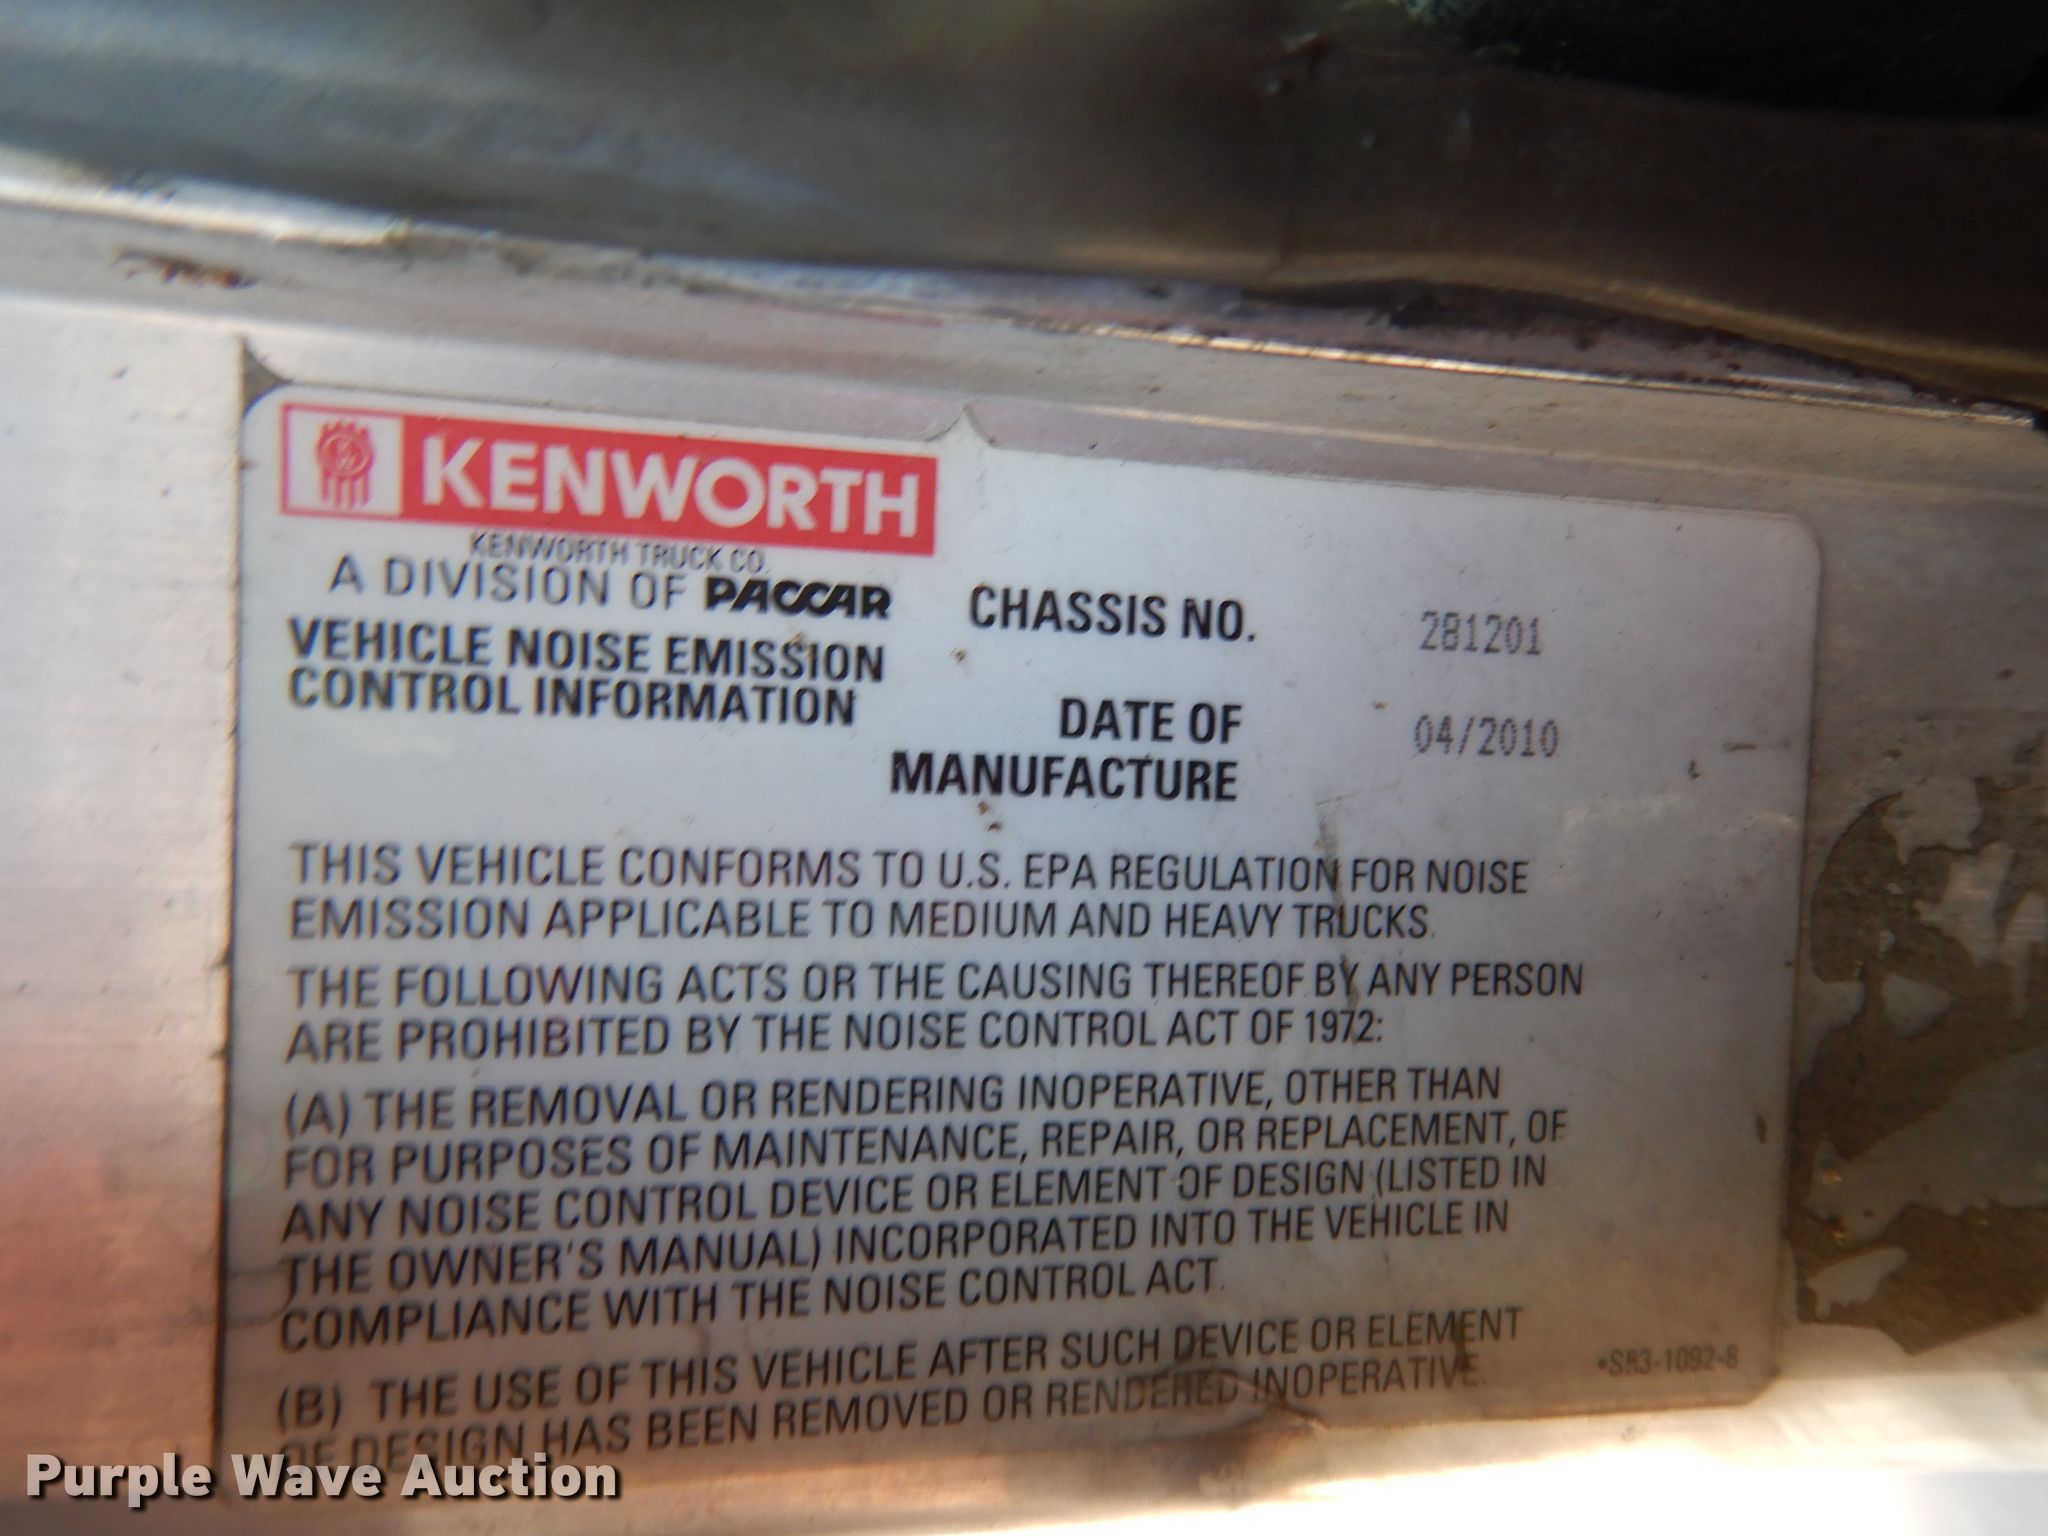 KENWORTH
KENWORTH TRUCK CO.
A DIVISION OF PACCAR
VEHICLE NOISE EMISSION
CONTROL INFORMATION
CHASSIS NO. 281201
DATE OF
MANUFACTURE 04/2010
THIS VEHICLE CONFORMS TO U.S. EPA REGULATION FOR NOISE
EMISSION APPLICABLE TO MEDIUM AND HEAVY TRUCKS.
THE FOLLOWING ACTS OR THE CAUSING THEREOF BY ANY PERSON
ARE PROHIBITED BY THE NOISE CONTROL ACT OF 1972:
(A) THE REMOVAL OR RENDERING INOPERATIVE, OTHER THAN
FOR PURPOSES OF MAINTENANCE, REPAIR, OR REPLACEMENT, OF
ANY NOISE CONTROL DEVICE OR ELEMENT OF DESIGN (LISTED IN
THE OWNER'S MANUAL) INCORPORATED INTO THE VEHICLE IN
COMPLIANCE WITH THE NOISE CONTROL ACT.
(B) THE USE OF THIS VEHICLE AFTER SUCH DEVICE OR ELEMENT
OF DESIGN HAS BEEN REMOVED OR RENDERED INOPERATIVE.
•S53-1092-8
Purple Wave Auction